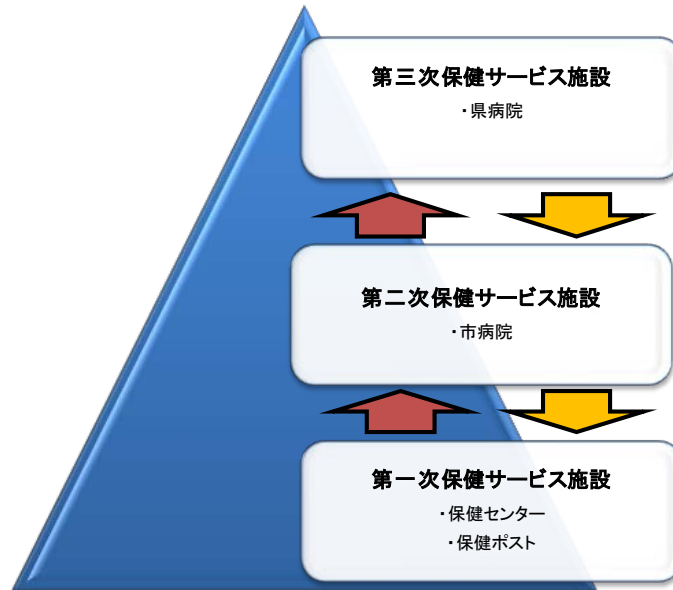 第三次保健サービス施設
・県病院
第二次保健サービス施設
・市病院
第一次保健サービス施設
・保健センター
・保健ポスト